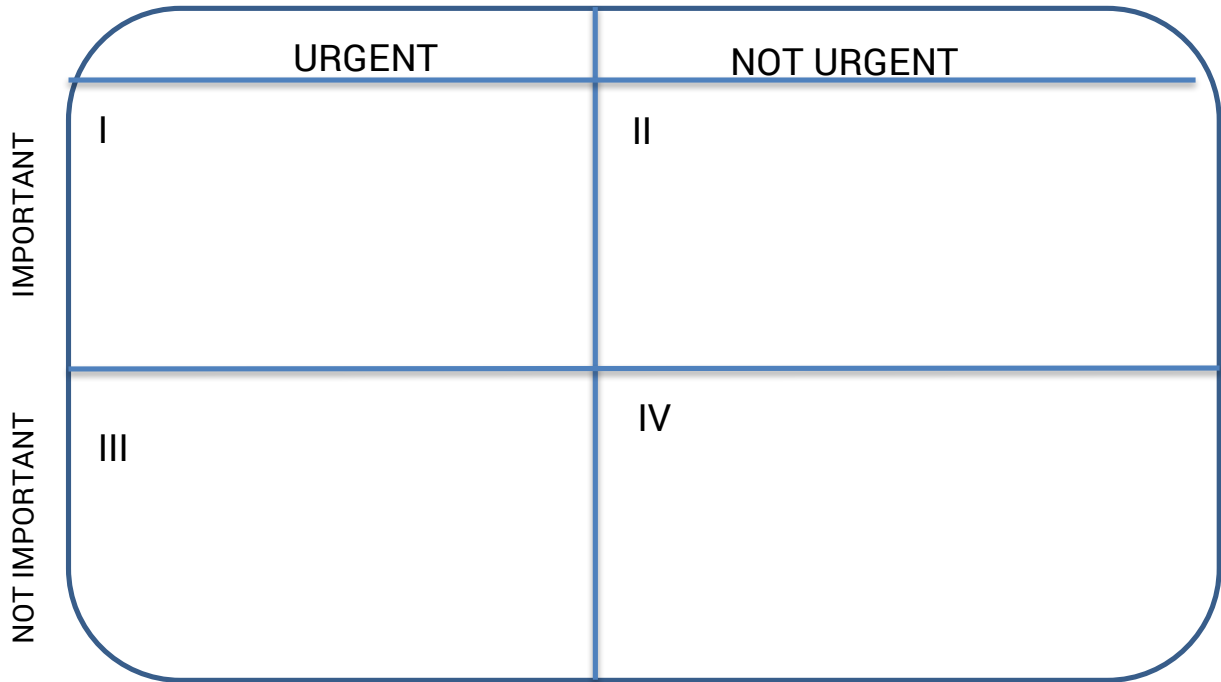 URGENT
NOT URGENT
IMPORTANT
I
II
NOT IMPORTANT
III
IV